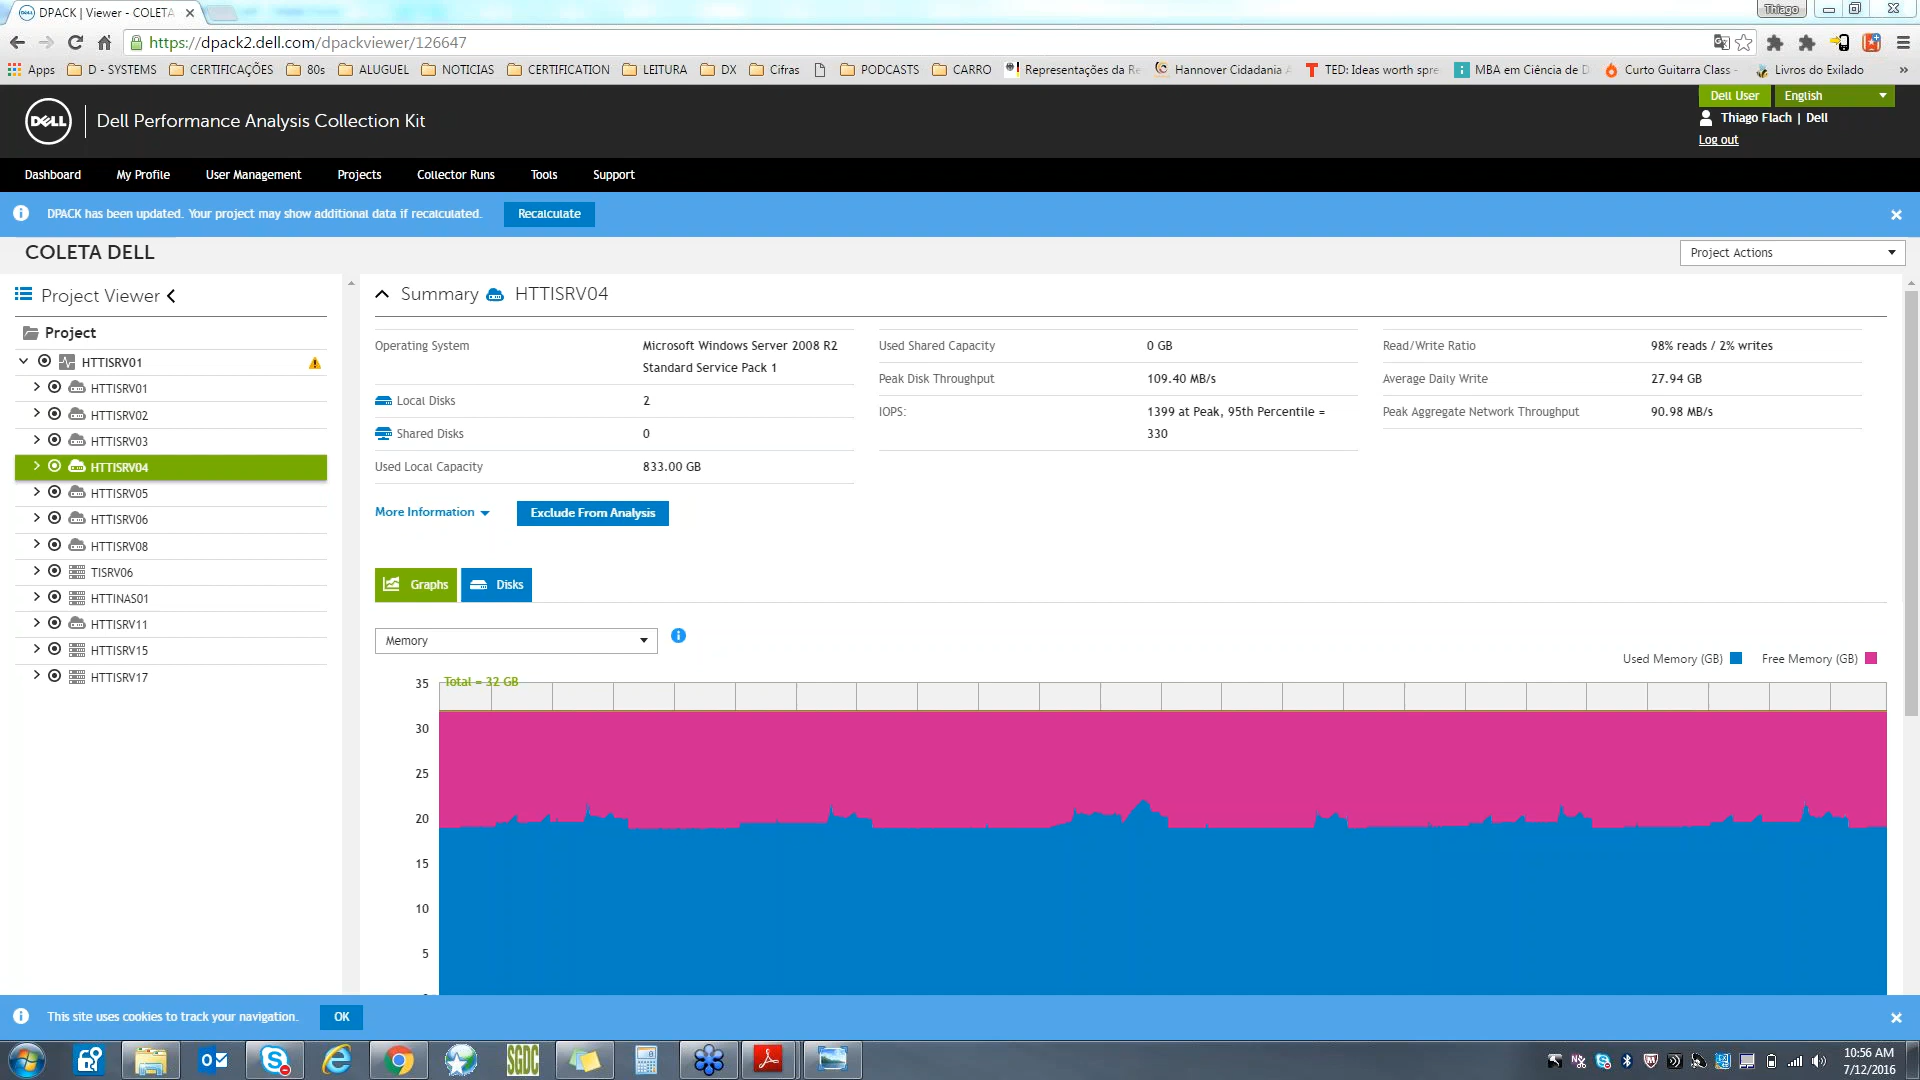 DPACK | Viewer - COLETA
Thiago
https://dpack2.dell.com/dpackviewer/126647
Apps
D - SYSTEMS
CERTIFICAÇÕES
80s
ALUGUEL
NOTICIAS
CERTIFICATION
LEITURA
DX
Cifras
PODCASTS
CARRO
Representações da Re
Hannover Cidadania A
TED: Ideas worth spre
MBA em Ciência de D
Curto Guitarra Class -
Livros do Exilado
»
DELL
Dell Performance Analysis Collection Kit
Dell User
English
Thiago Flach | Dell
Log out
Dashboard
My Profile
User Management
Projects
Collector Runs
Tools
Support
DPACK has been updated. Your project may show additional data if recalculated.
Recalculate
COLETA DELL
Project Actions
Project Viewer
Project
HTTISRV01
HTTISRV01
HTTISRV02
HTTISRV03
HTTISRV04
HTTISRV05
HTTISRV06
HTTISRV08
TISRV06
HTTINAS01
HTTISRV11
HTTISRV15
HTTISRV17
Summary HTTISRV04
Operating System
Microsoft Windows Server 2008 R2
Standard Service Pack 1
Local Disks
2
Shared Disks
0
Used Local Capacity
833.00 GB
Used Shared Capacity
0 GB
Peak Disk Throughput
109.40 MB/s
IOPS:
1399 at Peak, 95th Percentile =
330
Read/Write Ratio
98% reads / 2% writes
Average Daily Write
27.94 GB
Peak Aggregate Network Throughput
90.98 MB/s
More Information
Exclude From Analysis
Graphs
Disks
Memory
Used Memory (GB)
Free Memory (GB)
Total = 32 GB
35
30
25
20
15
10
5
This site uses cookies to track your navigation.
OK
SGDC
10:56 AM
7/12/2016